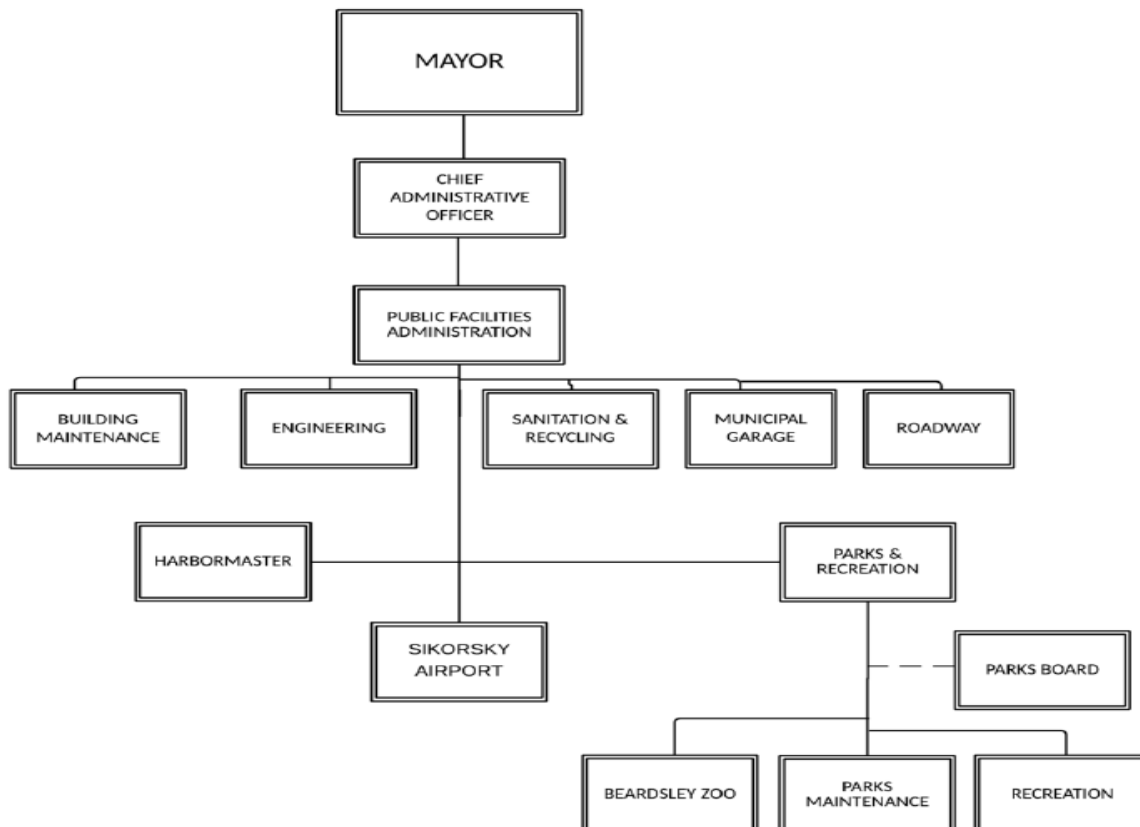 MAYOR
CHIEF
ADMINISTRATIVE
OFFICER
PUBLIC FACILITIES
ADMINISTRATION
BUILDING
MAINTENANCE
ENGINEERING
SANITATION &
RECYCLING
MUNICIPAL
GARAGE
ROADWAY
HARBORMASTER
PARKS &
RECREATION
SIKORSKY
AIRPORT
PARKS BOARD
BEARDSLEY ZOO
PARKS
MAINTENANCE
RECREATION